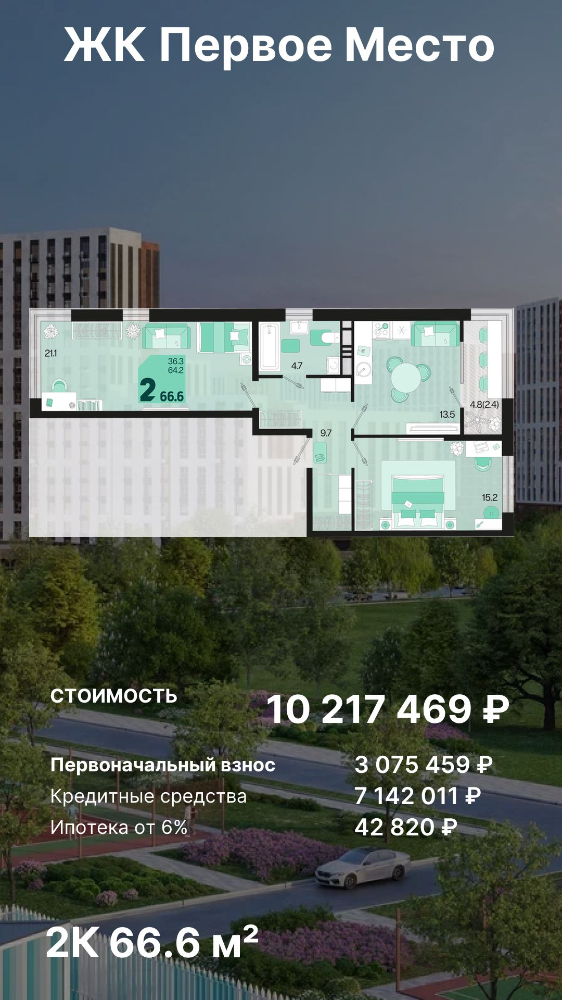 ЖК Первое Место
21.1
36.3
64.2
2 66.6
4.7
9.7
13.5
4.8(2.4)
15.2
СТОИМОСТЬ
10 217 469 ₽
Первоначальный взнос 3 075 459 ₽
Кредитные средства 7 142 011 ₽
Ипотека от 6% 42 820 ₽
2К 66.6 м²